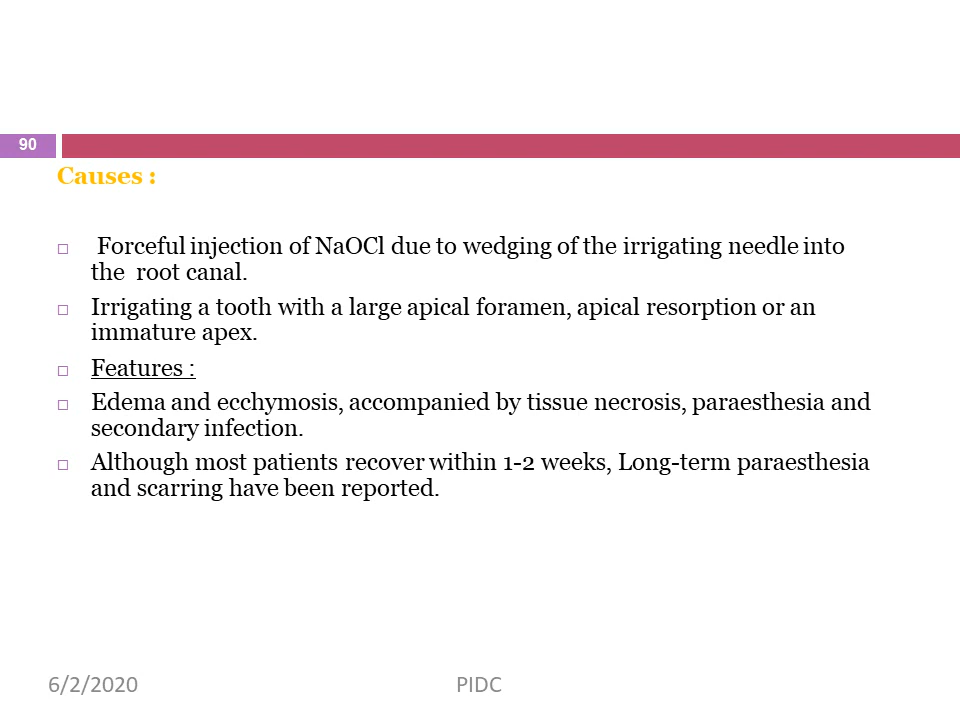 90
Causes :
Forceful injection of NaOCl due to wedging of the irrigating needle into
the root canal.
Irrigating a tooth with a large apical foramen, apical resorption or an
immature apex.
Features :
Edema and ecchymosis, accompanied by tissue necrosis, paraesthesia and
secondary infection.
Although most patients recover within 1-2 weeks, Long-term paraesthesia
and scarring have been reported.
6/2/2020 PIDC